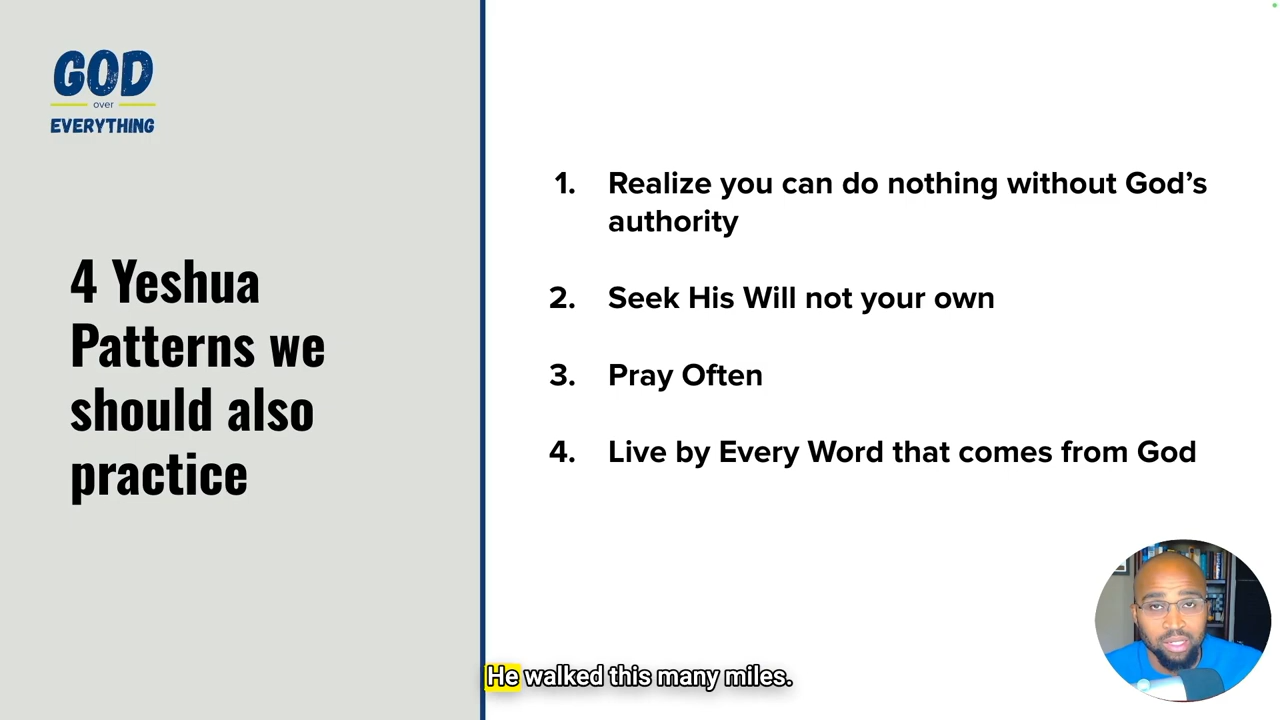 GOD
over
EVERYTHING
4 Yeshua
Patterns we
should also
practice
1. Realize you can do nothing without God’s
authority
2. Seek His Will not your own
3. Pray Often
4. Live by Every Word that comes from God
He walked this many miles.